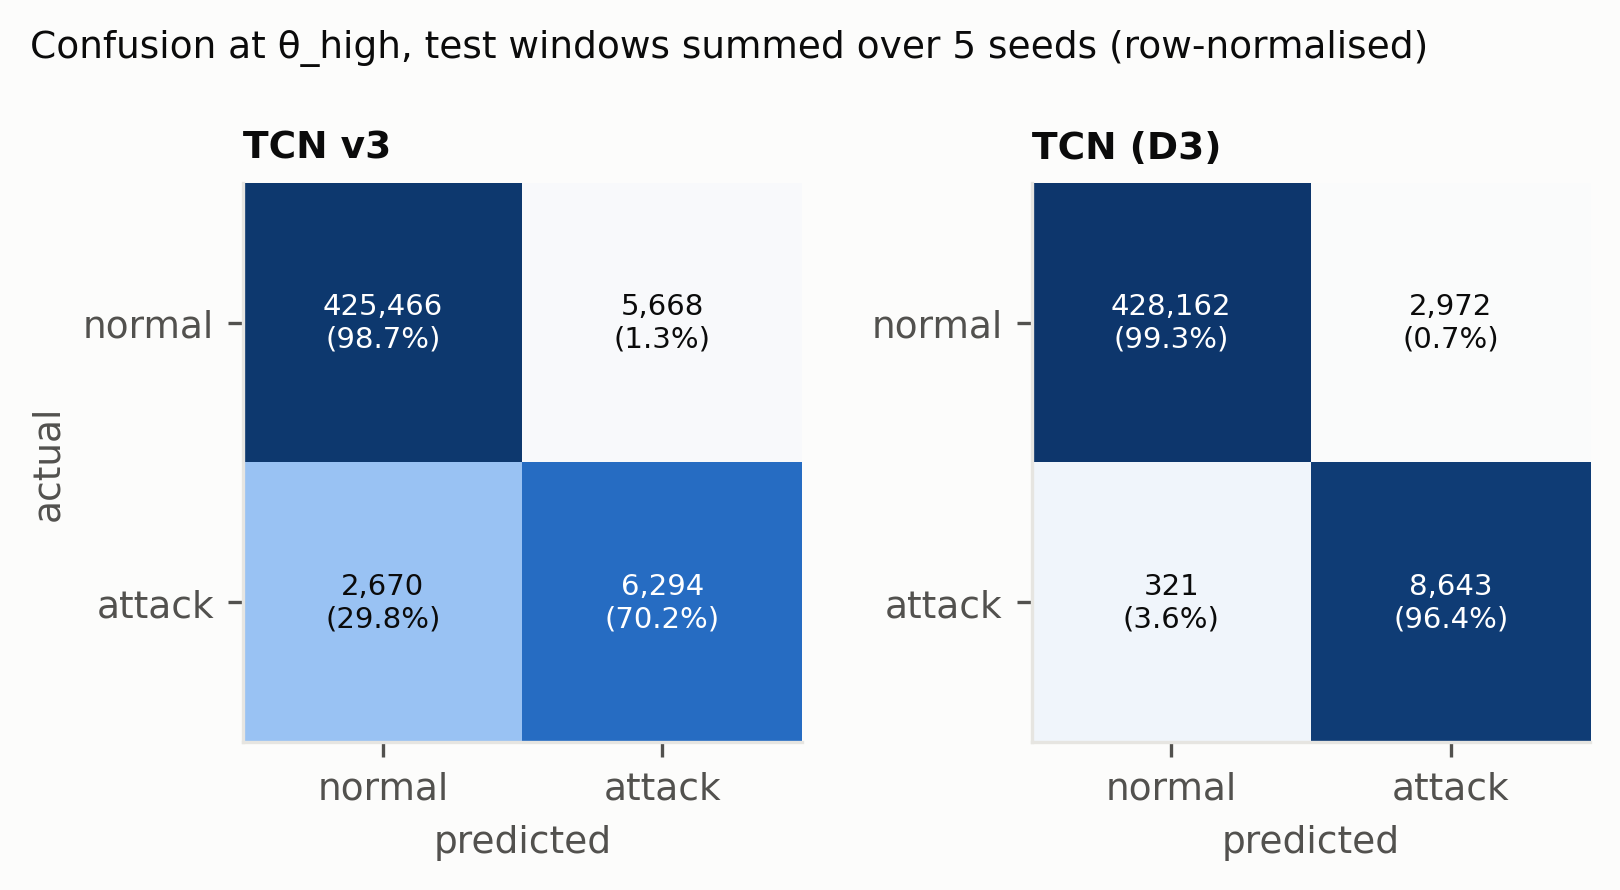 Confusion at θ_high, test windows summed over 5 seeds (row-normalised)
TCN v3
TCN (D3)
actual
normal
425,466
(98.7%)
5,668
(1.3%)
attack
2,670
(29.8%)
6,294
(70.2%)
normal
attack
predicted
normal
428,162
(99.3%)
2,972
(0.7%)
attack
321
(3.6%)
8,643
(96.4%)
normal
attack
predicted